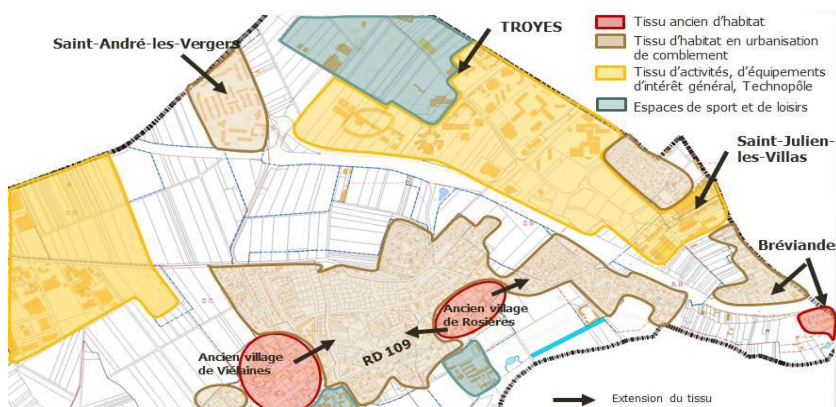 TROYES
Saint-André-les-Vergers
Tissu ancien d'habitat
Tissu d'habitat en urbanisation
de comblement
Tissu d'activités, d'équipements
d'intérêt général, Technopôle
Espaces de sport et de loisirs
Saint-Julien-
les-Villas
Bréviande
Ancien village
de Rosières
Ancien village
de Viélaines
RD 109
Extension du tissu